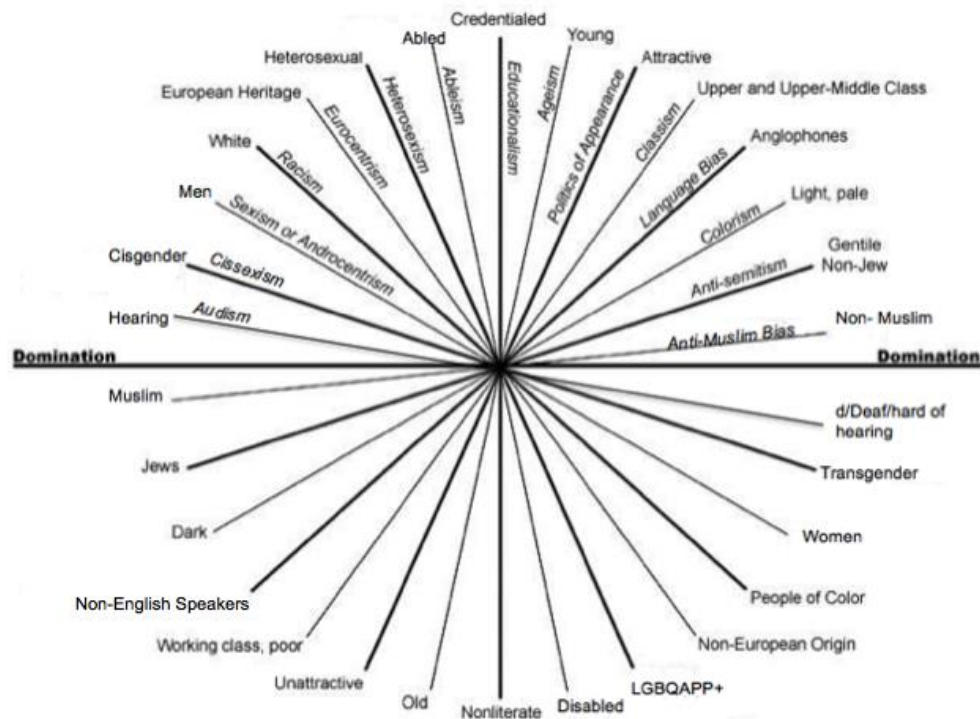 Credentialed
Abled
Young
Heterosexual
Attractive
European Heritage
Upper and Upper-Middle Class
White
Anglophones
Men
Light, pale
Cisgender
Gentile
Non-Jew
Hearing
Non- Muslim
Audism
Cissexism
Sexism or Androcentrism
Racism
Eurocentrism
Heterosexism
Ableism
Educationalism
Ageism
Politics of Appearance
Classism
Language Bias
Colorism
Anti-semitism
Anti-Muslim Bias
Domination
Domination
Muslim
d/Deaf/hard of
hearing
Jews
Transgender
Dark
Women
Non-English Speakers
People of Color
Working class, poor
Non-European Origin
Unattractive
LGBQAPP+
Old
Nonliterate
Disabled